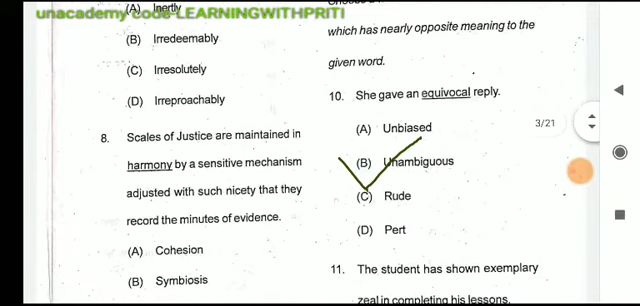 unacademy code-LEARNINGWITHPRITI
(A) Inertly
(B) Irredeemably
(C) Irresolutely
(D) Irreproachably
8. Scales of Justice are maintained in
harmony by a sensitive mechanism
adjusted with such nicety that they
record the minutes of evidence.
(A) Cohesion
(B) Symbiosis
which has nearly opposite meaning to the
given word.
10. She gave an equivocal reply.
(A) Unbiased
(B) Unambiguous
(C) Rude
(D) Pert
11. The student has shown exemplary
zeal in completing his lessons.
3/21